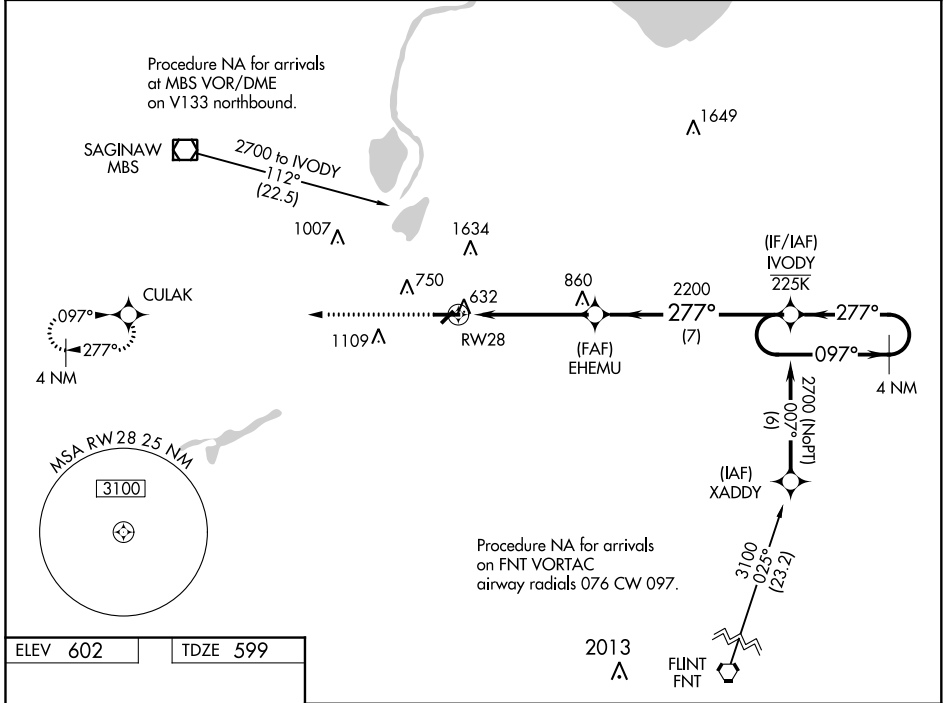 Procedure NA for arrivals
at MBS VOR/DME
on V133 northbound.
1649
SAGINAW
MBS
2700 to IVODY
112°
(22.5)
1007
1634
(IF/IAF)
IVODY
225K
CULAK
750
632
860
2200
097°
277°
277°
277°
(7)
1109
RW28
(FAF)
EHEMU
097°
4 NM
4 NM
2700 (NoPT)
007°
(6)
(IAF)
XADDY
MSA RW 28 25 NM
3100
Procedure NA for arrivals
on FNT VORTAC
airway radials 076 CW 097.
3100
025°
(23.2)
2013
FLINT
FNT
ELEV 602
TDZE 599